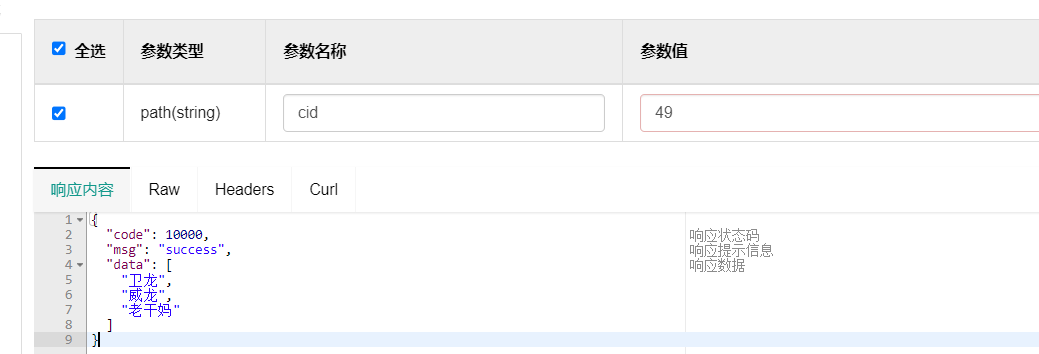 全选 参数类型 参数名称 参数值
path(string) cid 49
响应内容 Raw Headers Curl
1 {
2 "code": 10000, 响应状态码
3 "msg": "success", 响应提示信息
4 "data": [ 响应数据
5 "卫龙",
6 "威龙",
7 "老干妈"
8 ]
9 }